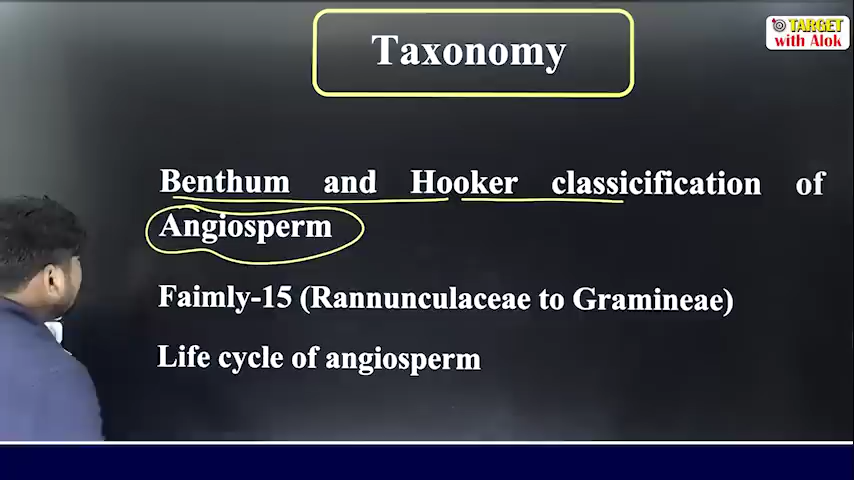 TARGET
with Alok
Taxonomy
Benthum and Hooker classicification of
Angiosperm
Faimly-15 (Rannunculaceae to Gramineae)
Life cycle of angiosperm